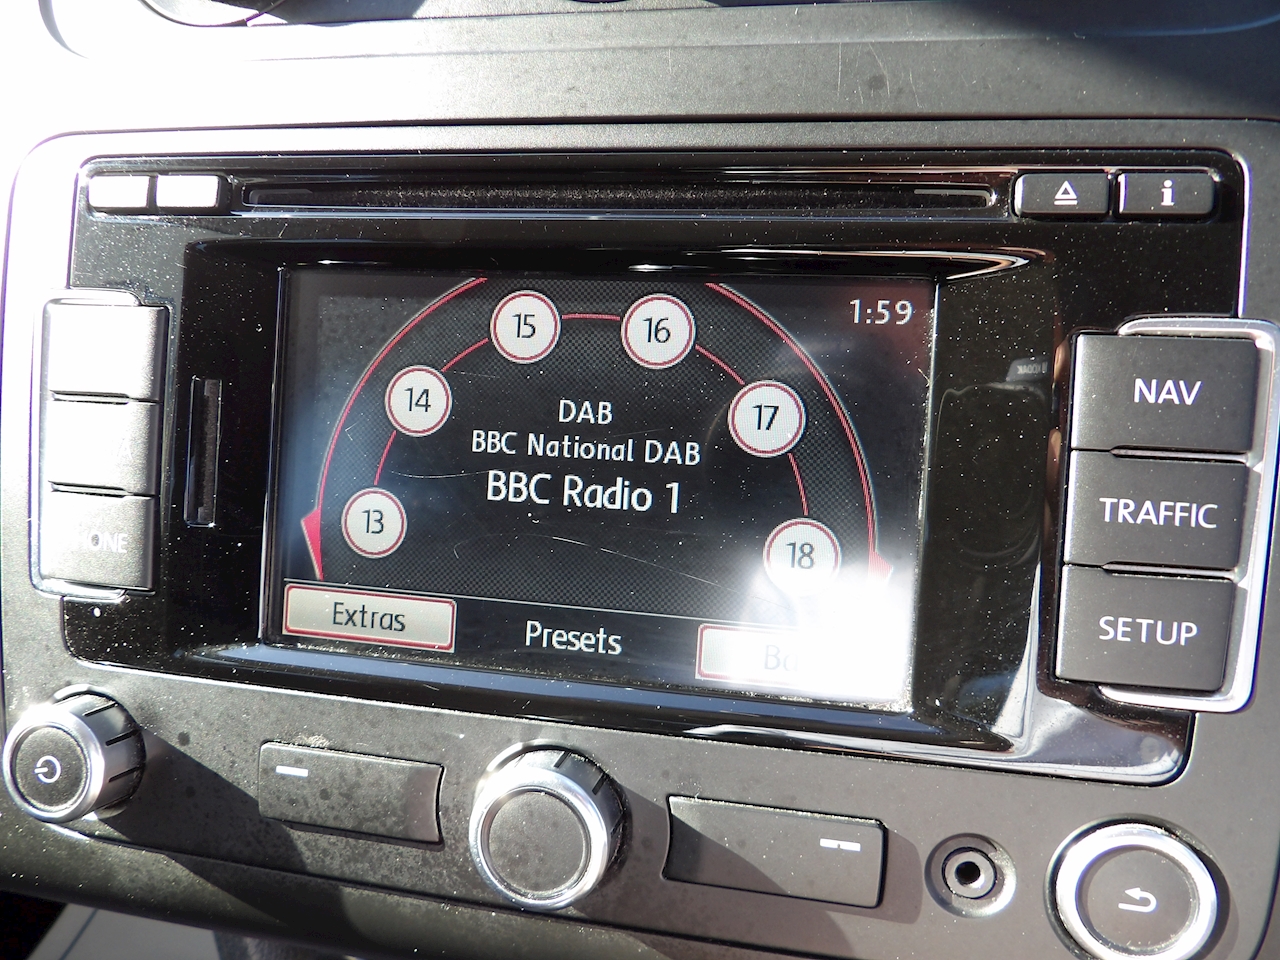 i
1:59
15
16
14
17
13
18
DAB
BBC National DAB
BBC Radio 1
Extras
Presets
NAV
TRAFFIC
SETUP